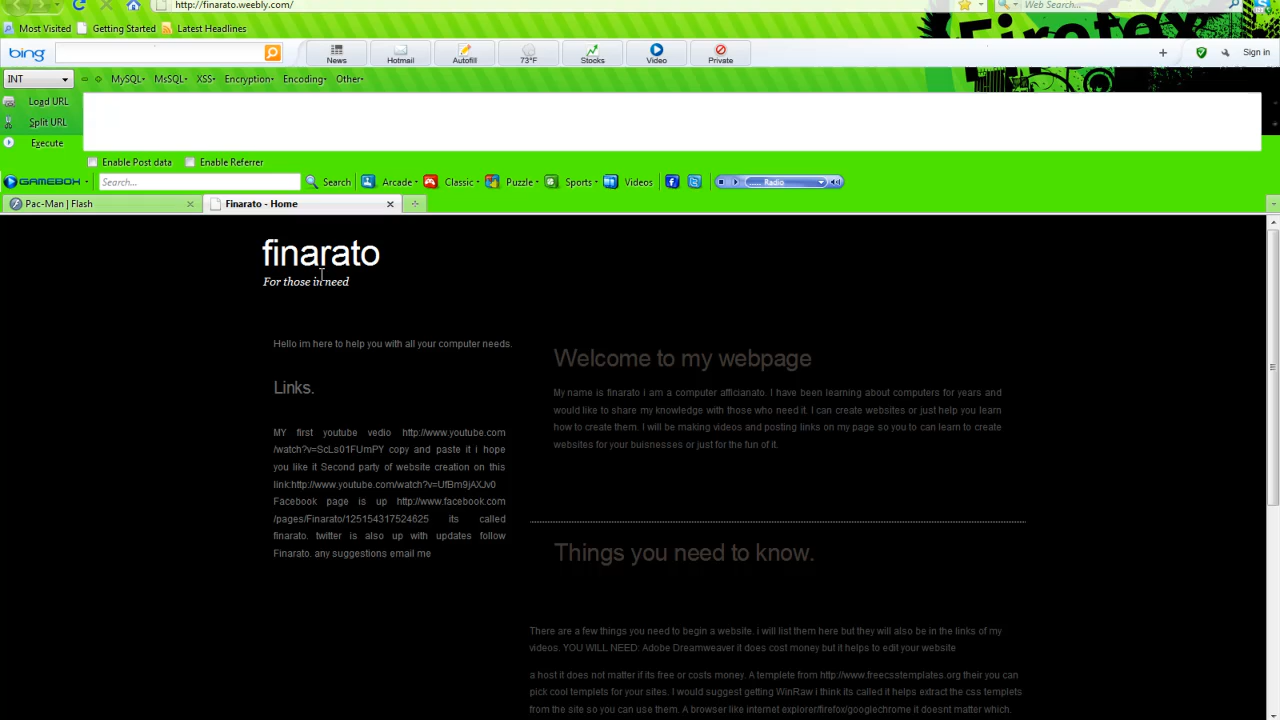 http://finarato.weebly.com/
Web Search...
Most Visited Getting Started Latest Headlines
Firefox
bing News Hotmail Autofill 73°F Stocks Video Private Sign in
INT MySQL MsSQL XSS Encryption Encoding Other
Load URL
Split URL
Execute
Enable Post data Enable Referrer
GAMEBOX Search... Search Arcade Classic Puzzle Sports Videos Radio
Pac-Man | Flash Finarato - Home
finarato
For those in need
Hello im here to help you with all your computer needs.
Links.
MY first youtube vedio http://www.youtube.com
/watch?v=ScLs01FUmPY copy and paste it i hope
you like it Second party of website creation on this
link:http://www.youtube.com/watch?v=UfBm9jAXJv0
Facebook page is up http://www.facebook.com
/pages/Finarato/125154317524625 its called
finarato. twitter is also up with updates follow
Finarato. any suggestions email me
Welcome to my webpage
My name is finarato i am a computer afficianato. I have been learning about computers for years and
would like to share my knowledge with those who need it. I can create websites or just help you learn
how to create them. I will be making videos and posting links on my page so you to can learn to create
websites for your buisnesses or just for the fun of it.
Things you need to know.
There are a few things you need to begin a website. i will list them here but they will also be in the links of my
videos. YOU WILL NEED: Adobe Dreamweaver it does cost money but it helps to edit your website
a host it does not matter if its free or costs money. A templete from http://www.freecsstemplates.org their you can
pick cool templets for your sites. I would suggest getting WinRaw i think its called it helps extract the css templets
from the site so you can use them. A browser like internet explorer/firefox/googlechrome it doesnt matter which.